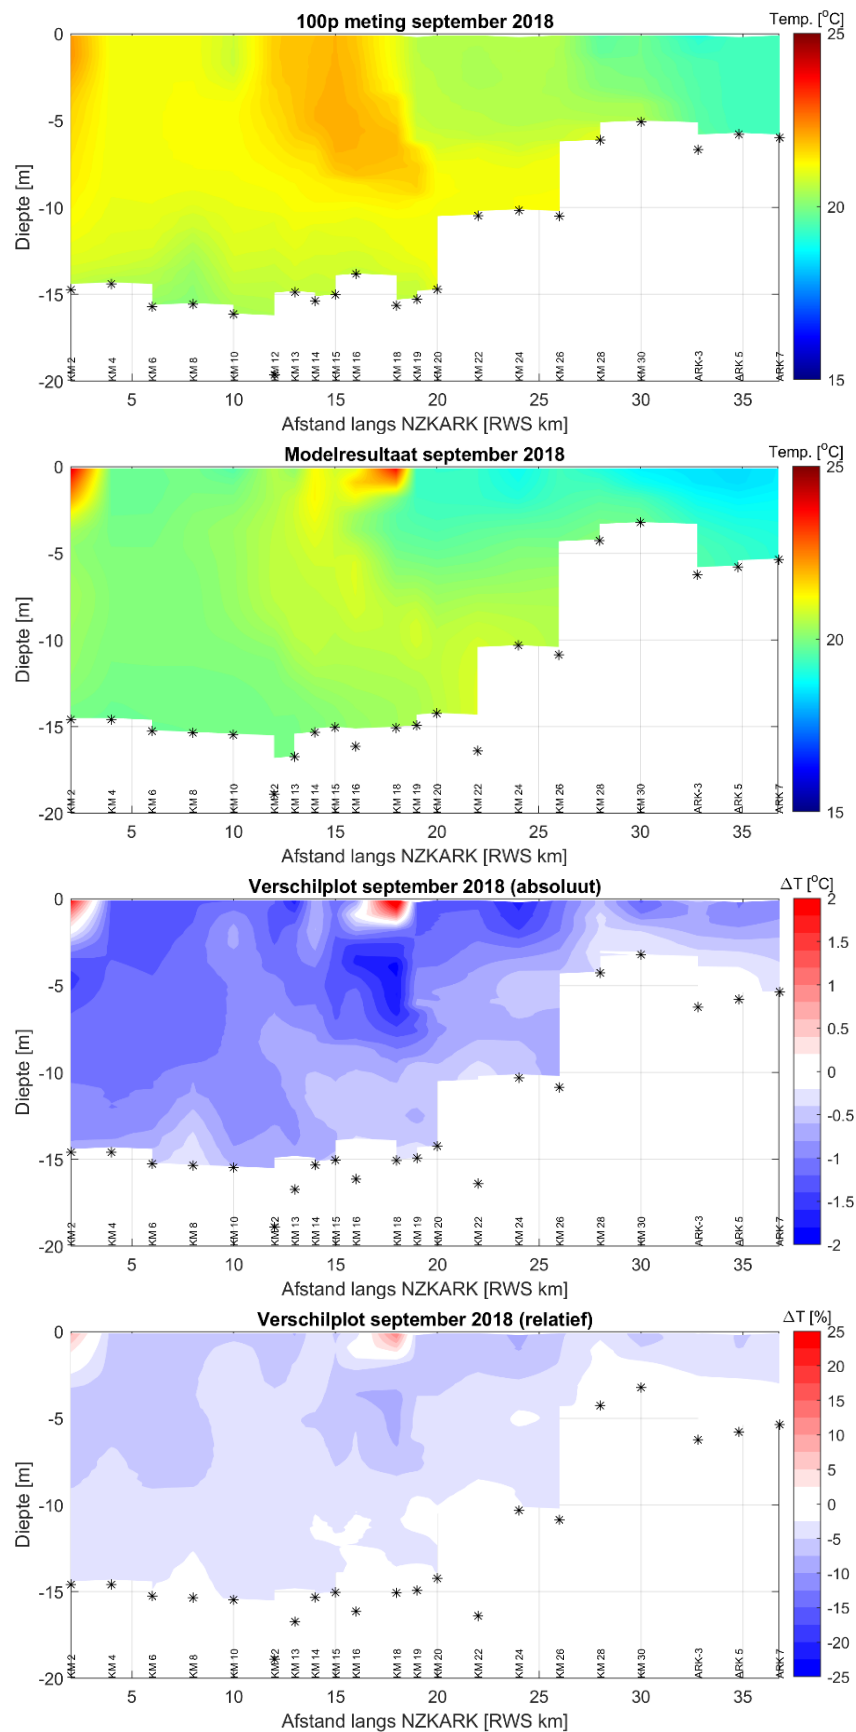 100p meting september 2018
Temp. [°C]
0
-5
-10
-15
-20
Diepte [m]
25
20
15
KM 2
KM 4
KM 6
KM 8
KM 10
KM 12
KM 13
KM 14
KM 15
KM 16
KM 18
KM 19
KM 20
KM 22
KM 24
KM 26
KM 28
KM 30
ARK-3
ARK 5
ARK 7
5 10 15 20 25 30 35
Afstand langs NZKARK [RWS km]
Modelresultaat september 2018
Temp. [°C]
0
-5
-10
-15
-20
Diepte [m]
25
20
15
KM 2
KM 4
KM 6
KM 8
KM 10
KM 12
KM 13
KM 14
KM 15
KM 16
KM 18
KM 19
KM 20
KM 22
KM 24
KM 26
KM 28
KM 30
ARK-3
ARK 5
ARK 7
5 10 15 20 25 30 35
Afstand langs NZKARK [RWS km]
Verschilplot september 2018 (absoluut)
ΔT [°C]
0
-5
-10
-15
-20
Diepte [m]
2
1.5
1
0.5
0
-0.5
-1
-1.5
-2
KM 2
KM 4
KM 6
KM 8
KM 10
KM 12
KM 13
KM 14
KM 15
KM 16
KM 18
KM 19
KM 20
KM 22
KM 24
KM 26
KM 28
KM 30
ARK-3
ARK 5
ARK 7
5 10 15 20 25 30 35
Afstand langs NZKARK [RWS km]
Verschilplot september 2018 (relatief)
ΔT [%]
0
-5
-10
-15
-20
Diepte [m]
25
20
15
10
5
0
-5
-10
-15
-20
-25
KM 2
KM 4
KM 6
KM 8
KM 10
KM 12
KM 13
KM 14
KM 15
KM 16
KM 18
KM 19
KM 20
KM 22
KM 24
KM 26
KM 28
KM 30
ARK-3
ARK 5
ARK 7
5 10 15 20 25 30 35
Afstand langs NZKARK [RWS km]